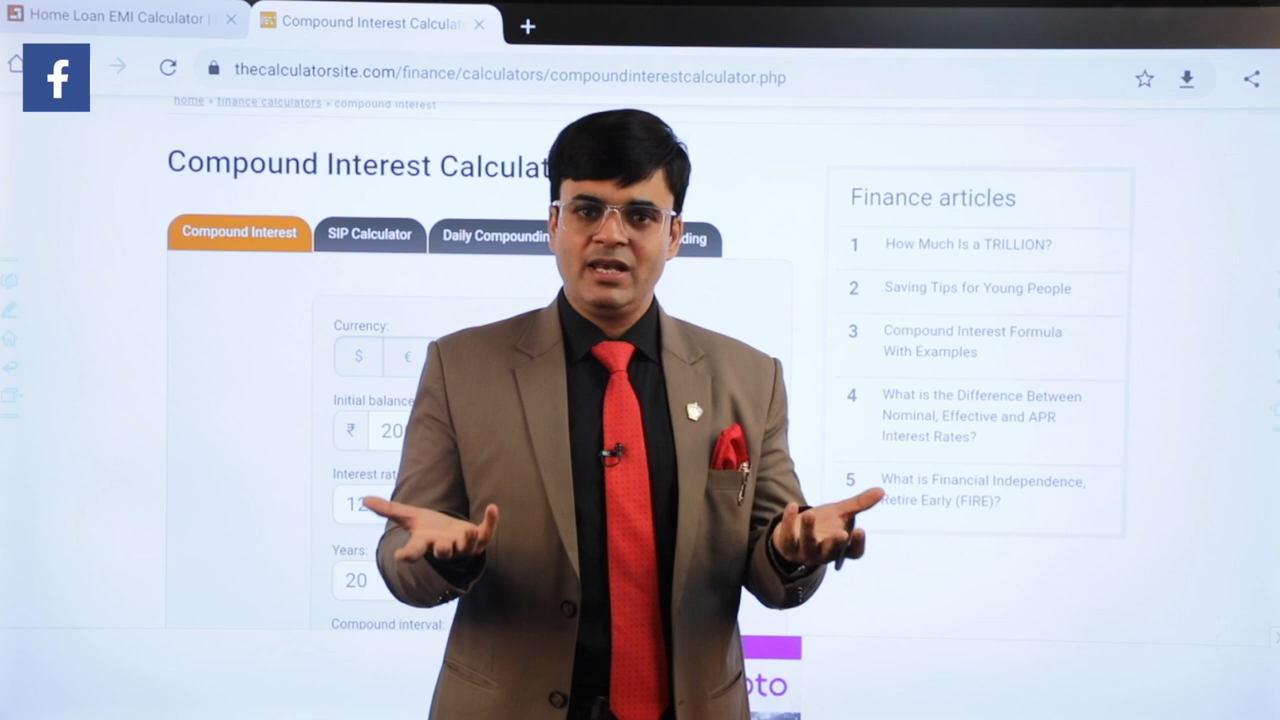 Home Loan EMI Calculator |
Compound Interest Calculat
thecalculatorsite.com/finance/calculators/compoundinterestcalculator.php
f
home » finance calculators » compound interest
Compound Interest Calculat
Compound Interest
SIP Calculator
Daily Compoundin
ding
Currency:
$ €
Initial balance
₹ 20
Interest rat
12
Years:
20
Compound interval:
Finance articles
1 How Much Is a TRILLION?
2 Saving Tips for Young People
3 Compound Interest Formula
With Examples
4 What is the Difference Between
Nominal, Effective and APR
Interest Rates?
5 What is Financial Independence,
Retire Early (FIRE)?
oto